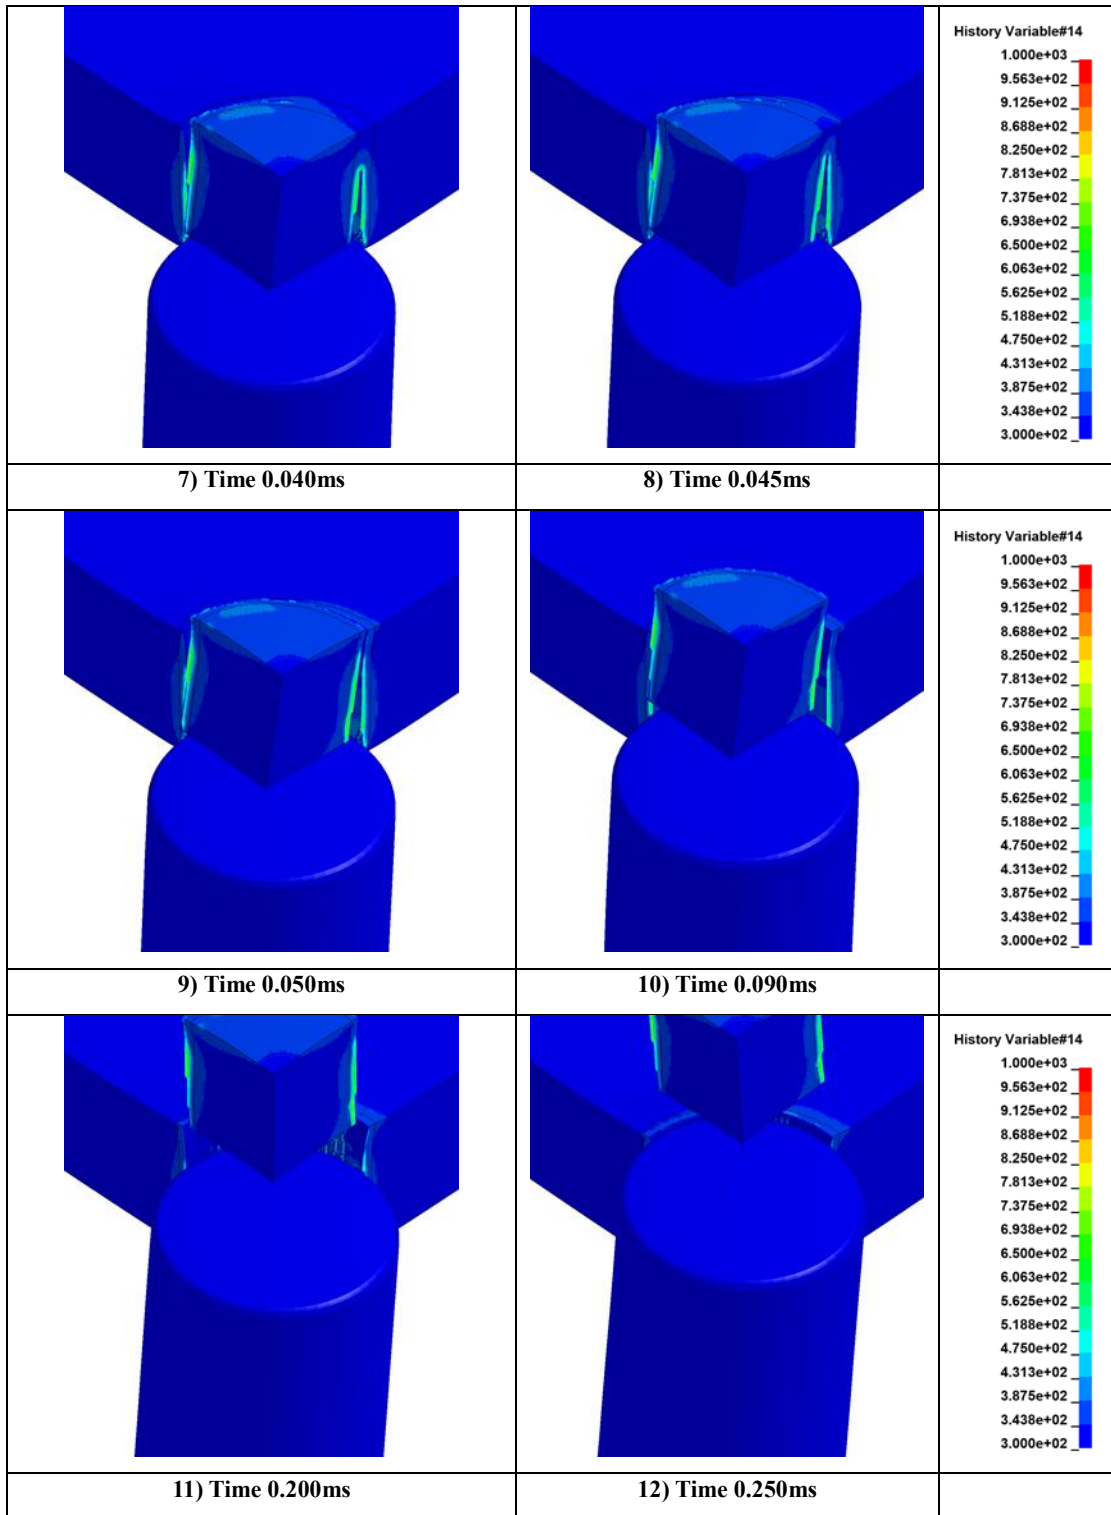 History Variable#14
1.000e+03
9.563e+02
9.125e+02
8.688e+02
8.250e+02
7.813e+02
7.375e+02
6.938e+02
6.500e+02
6.063e+02
5.625e+02
5.188e+02
4.750e+02
4.313e+02
3.875e+02
3.438e+02
3.000e+02
7) Time 0.040ms
8) Time 0.045ms
History Variable#14
1.000e+03
9.563e+02
9.125e+02
8.688e+02
8.250e+02
7.813e+02
7.375e+02
6.938e+02
6.500e+02
6.063e+02
5.625e+02
5.188e+02
4.750e+02
4.313e+02
3.875e+02
3.438e+02
3.000e+02
9) Time 0.050ms
10) Time 0.090ms
History Variable#14
1.000e+03
9.563e+02
9.125e+02
8.688e+02
8.250e+02
7.813e+02
7.375e+02
6.938e+02
6.500e+02
6.063e+02
5.625e+02
5.188e+02
4.750e+02
4.313e+02
3.875e+02
3.438e+02
3.000e+02
11) Time 0.200ms
12) Time 0.250ms